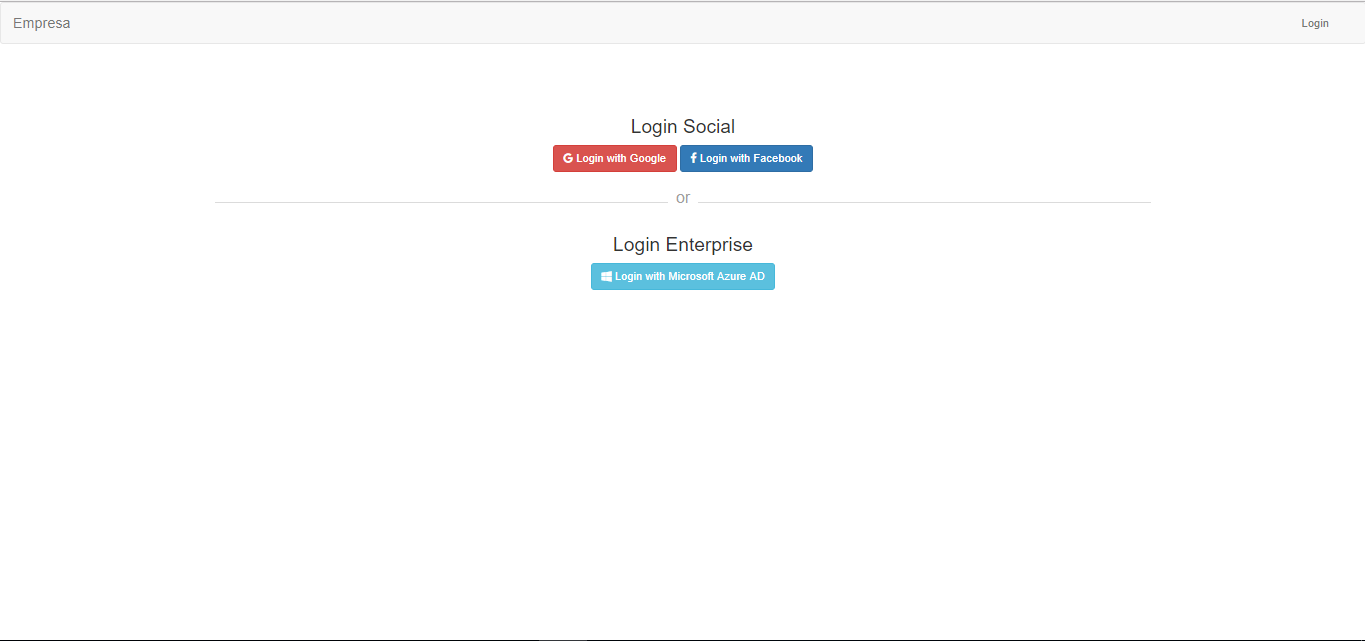 Empresa Login
Login Social
Login with Google Login with Facebook
or
Login Enterprise
Login with Microsoft Azure AD